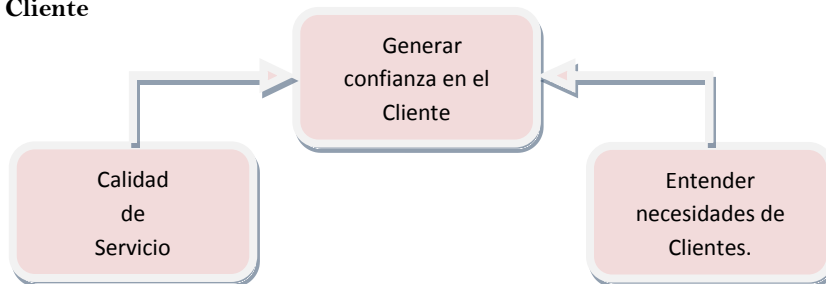 Cliente
Generar
confianza en el
Cliente
Calidad
de
Servicio
Entender
necesidades de
Clientes.